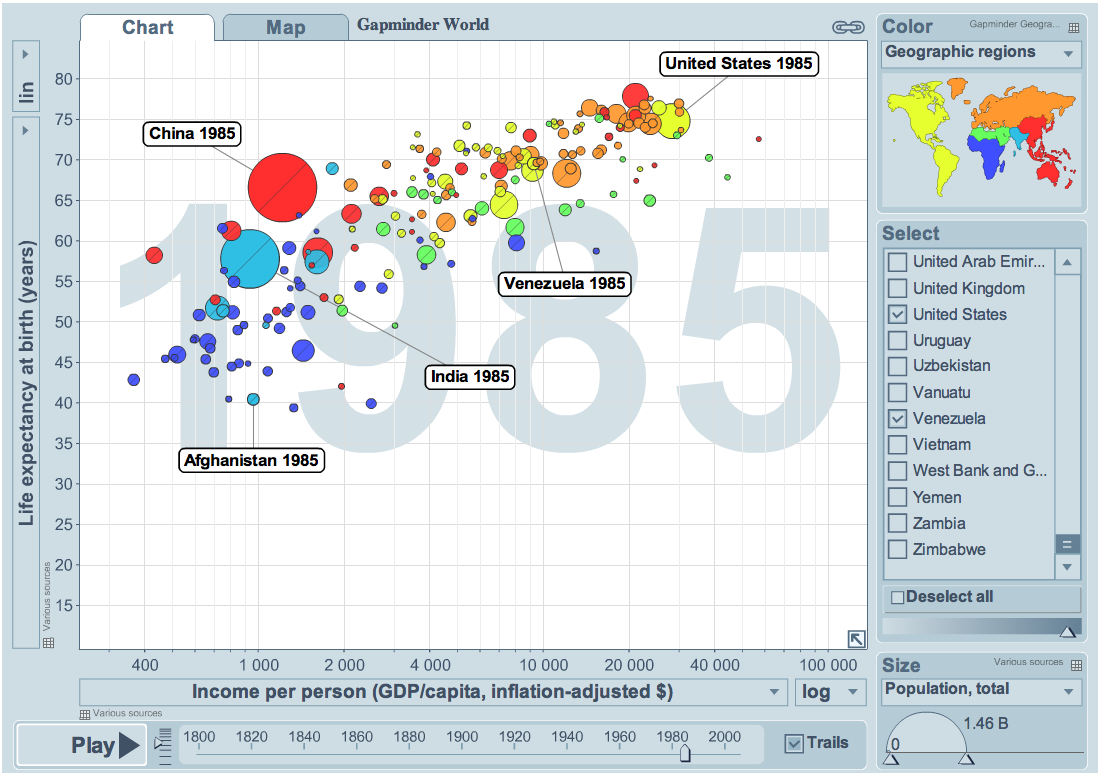 Chart
Map
Gapminder World
lin
Life expectancy at birth (years)
Various sources
80
75
70
65
60
55
50
45
40
35
30
25
20
15
1985
United States 1985
China 1985
Venezuela 1985
India 1985
Afghanistan 1985
400
1 000
2 000
4 000
10 000
20 000
40 000
100 000
Income per person (GDP/capita, inflation-adjusted $)
log
Various sources
Play
1800
1820
1840
1860
1880
1900
1920
1940
1960
1980
2000
Trails
Color
Gapminder Geogra...
Geographic regions
Select
United Arab Emir...
United Kingdom
United States
Uruguay
Uzbekistan
Vanuatu
Venezuela
Vietnam
West Bank and G...
Yemen
Zambia
Zimbabwe
Deselect all
Size
Various sources
Population, total
1.46 B
0